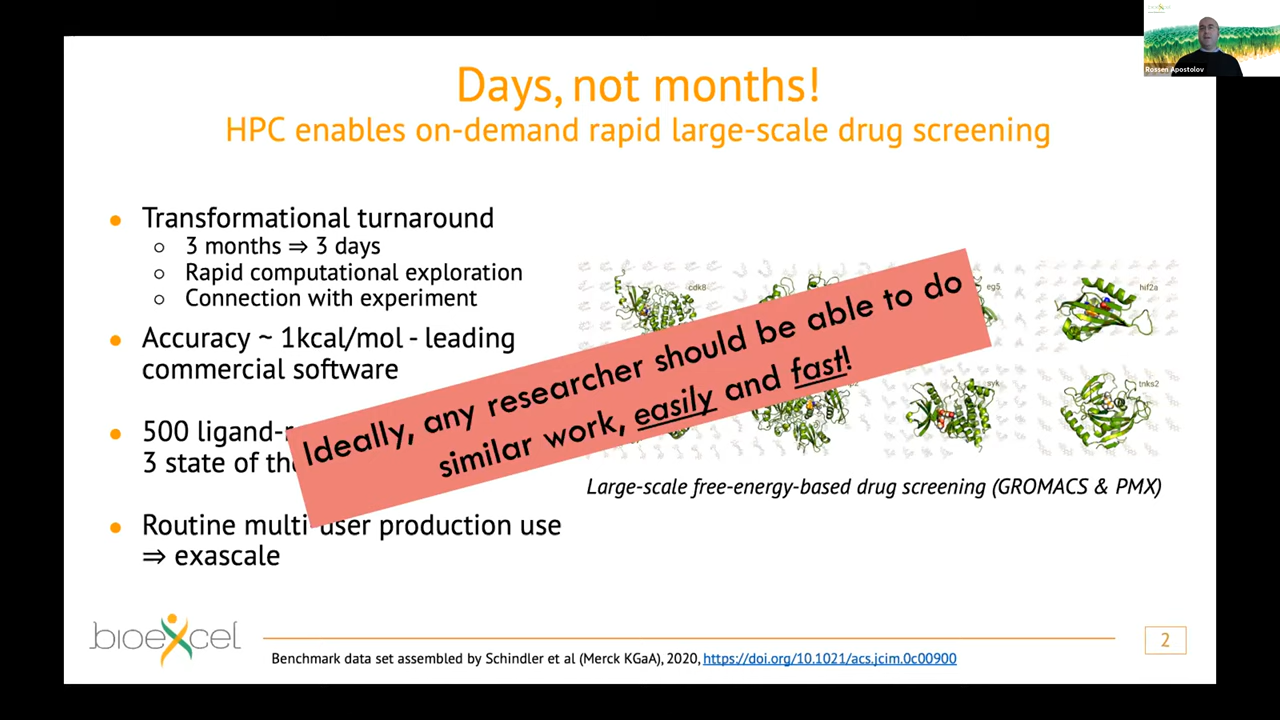 Days, not months!
HPC enables on-demand rapid large-scale drug screening
Rossen Apostolov
● Transformational turnaround
○ 3 months ⇒ 3 days
○ Rapid computational exploration
○ Connection with experiment
● Accuracy ~ 1kcal/mol - leading
commercial software
● 500 ligand-
3 state of
● Routine multi user production use
⇒ exascale
Ideally, any researcher should be able to do
similar work, easily and fast!
cdk8
eg5
hif2a
syk
tnks2
Large-scale free-energy-based drug screening (GROMACS & PMX)
bioexcel
Benchmark data set assembled by Schindler et al (Merck KGaA), 2020, https://doi.org/10.1021/acs.jcim.0c00900
2